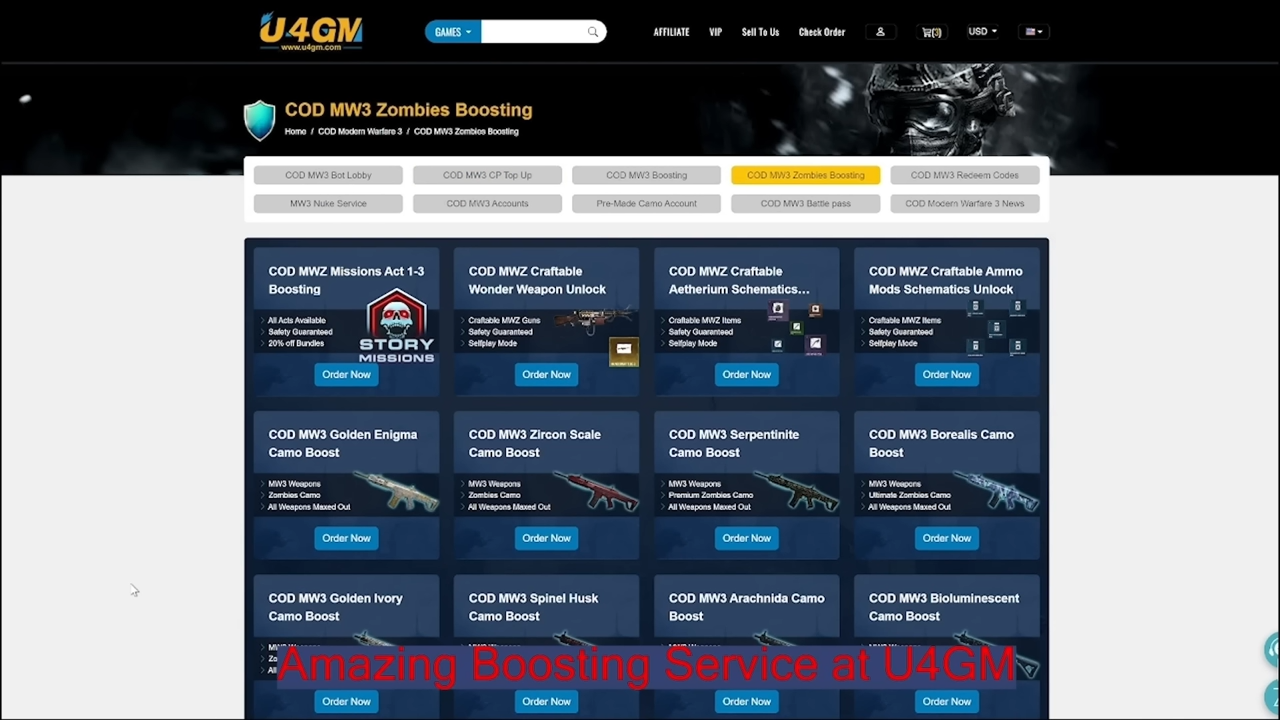 U4GM
www.u4gm.com
GAMES
AFFILIATE
VIP
Sell To Us
Check Order
(3)
USD
COD MW3 Zombies Boosting
Home / COD Modern Warfare 3 / COD MW3 Zombies Boosting
COD MW3 Bot Lobby
COD MW3 CP Top Up
COD MW3 Boosting
COD MW3 Zombies Boosting
COD MW3 Redeem Codes
MW3 Nuke Service
COD MW3 Accounts
Pre-Made Camo Account
COD MW3 Battle pass
COD Modern Warfare 3 News
COD MWZ Missions Act 1-3
Boosting
All Acts Available
Safety Guaranteed
20% off Bundles
STORY
MISSIONS
Order Now
COD MWZ Craftable
Wonder Weapon Unlock
Craftable MWZ Guns
Safety Guaranteed
Selfplay Mode
Order Now
COD MWZ Craftable
Aetherium Schematics...
Craftable MWZ Items
Safety Guaranteed
Selfplay Mode
Order Now
COD MWZ Craftable Ammo
Mods Schematics Unlock
Craftable MWZ Items
Safety Guaranteed
Selfplay Mode
Order Now
COD MW3 Golden Enigma
Camo Boost
MW3 Weapons
Zombies Camo
All Weapons Maxed Out
Order Now
COD MW3 Zircon Scale
Camo Boost
MW3 Weapons
Zombies Camo
All Weapons Maxed Out
Order Now
COD MW3 Serpentinite
Camo Boost
MW3 Weapons
Premium Zombies Camo
All Weapons Maxed Out
Order Now
COD MW3 Borealis Camo
Boost
MW3 Weapons
Ultimate Zombies Camo
All Weapons Maxed Out
Order Now
COD MW3 Golden Ivory
Camo Boost
Order Now
COD MW3 Spinel Husk
Camo Boost
Order Now
COD MW3 Arachnida Camo
Boost
Order Now
COD MW3 Bioluminescent
Camo Boost
Order Now
Amazing Boosting Service at U4GM